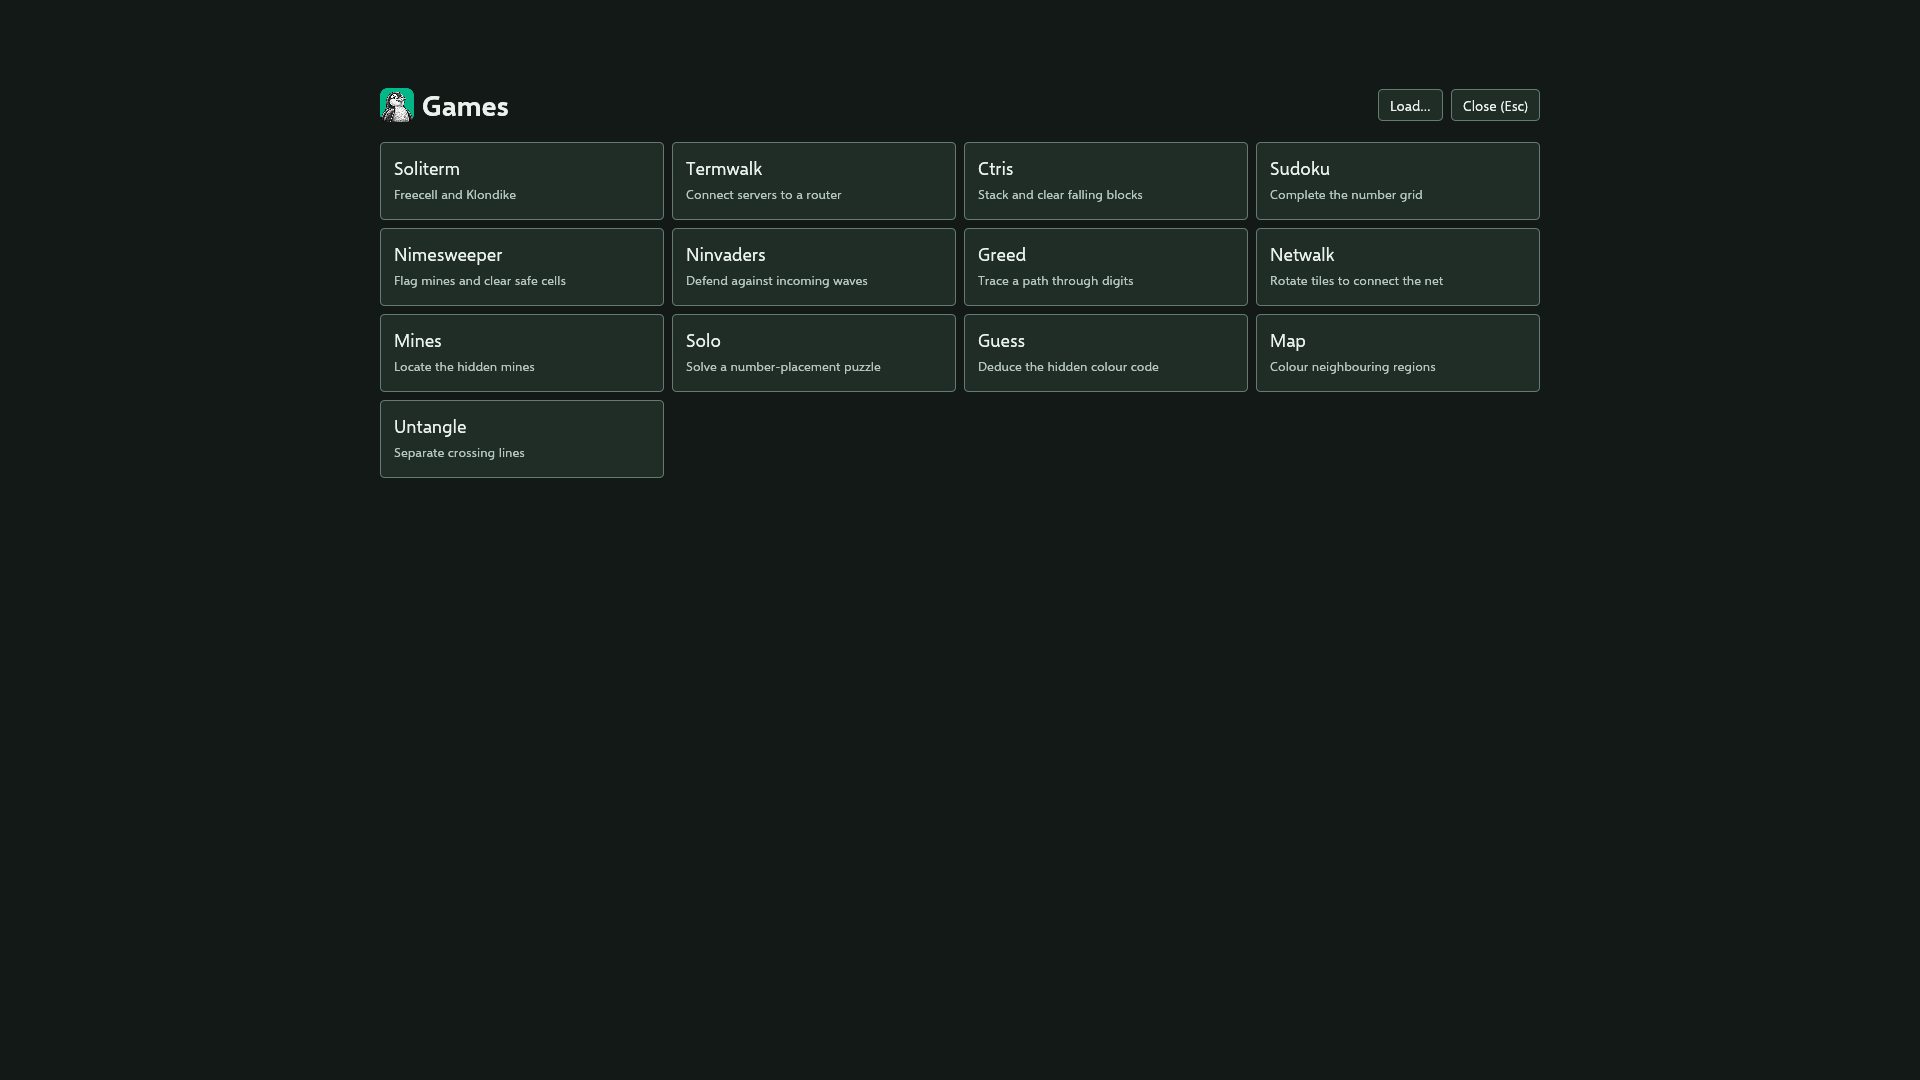 Games
Load...
Close (Esc)
Soliterm
Freecell and Klondike
Termwalk
Connect servers to a router
Ctris
Stack and clear falling blocks
Sudoku
Complete the number grid
Nimesweeper
Flag mines and clear safe cells
Ninvaders
Defend against incoming waves
Greed
Trace a path through digits
Netwalk
Rotate tiles to connect the net
Mines
Locate the hidden mines
Solo
Solve a number-placement puzzle
Guess
Deduce the hidden colour code
Map
Colour neighbouring regions
Untangle
Separate crossing lines